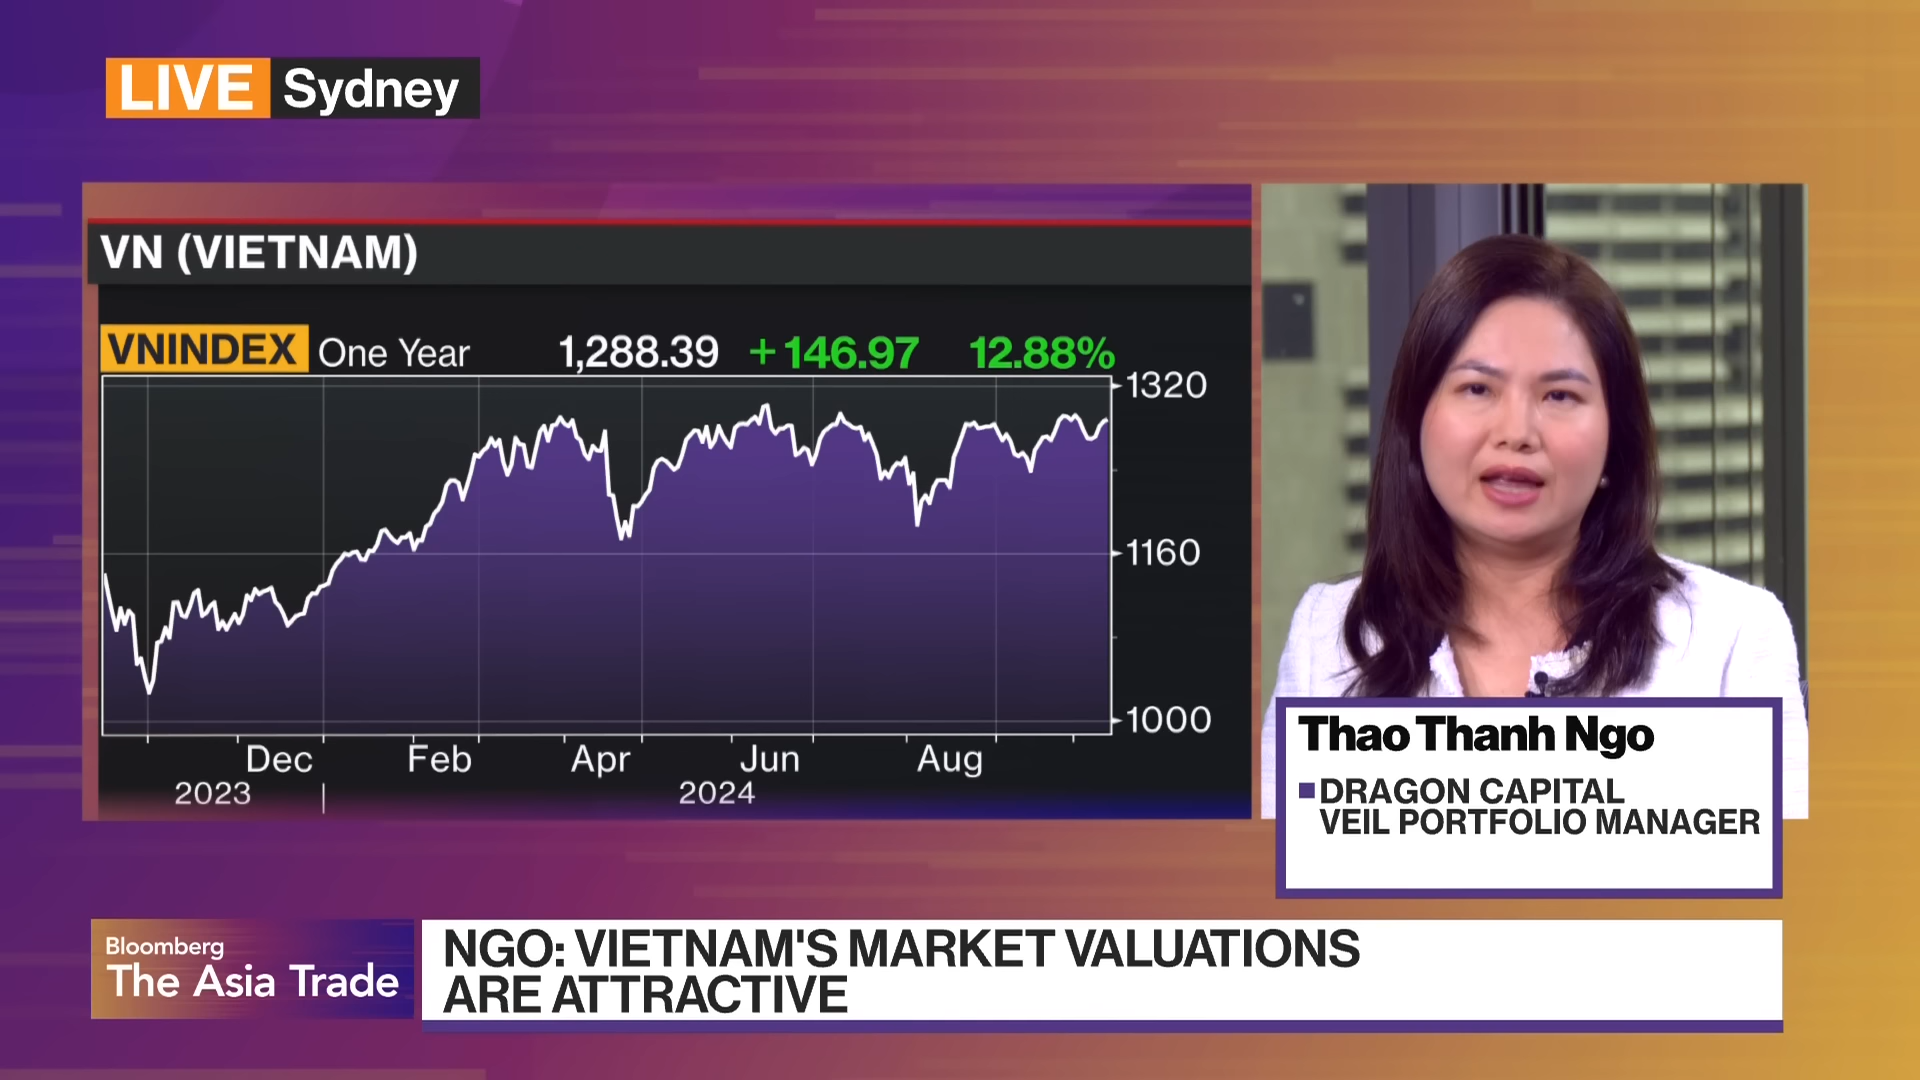 LIVE Sydney
VN (VIETNAM)
VNINDEX One Year 1,288.39 +146.97 12.88%
1320
1160
1000
Dec Feb Apr Jun Aug
2023 | 2024
Thao Thanh Ngo
DRAGON CAPITAL
VEIL PORTFOLIO MANAGER
Bloomberg
The Asia Trade
NGO: VIETNAM'S MARKET VALUATIONS
ARE ATTRACTIVE